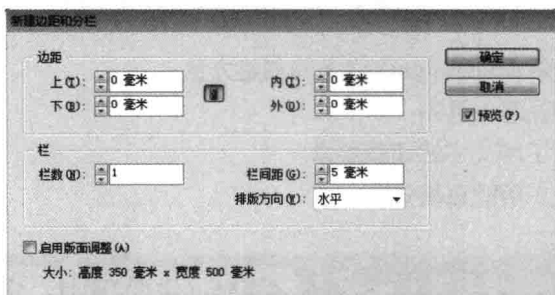 新建边距和分栏
边距
上(T): 0 毫米
下(B): 0 毫米
内(I): 0 毫米
外(O): 0 毫米
确定
取消
预览(P)
栏
栏数(N): 1
栏间距(G): 5 毫米
排版方向(W): 水平
启用版面调整(A)
大小: 高度 350 毫米 x 宽度 500 毫米